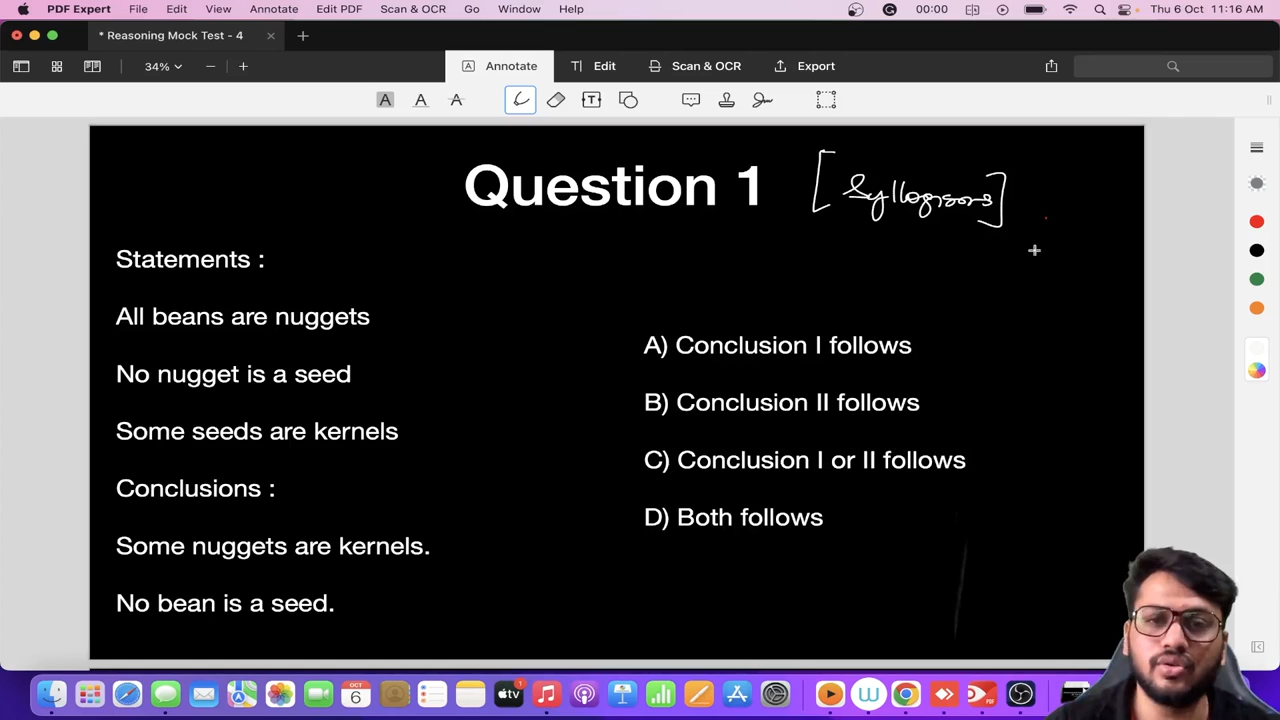 PDF Expert File Edit View Annotate Edit PDF Scan & OCR Go Window Help 00:00 Thu 6 Oct 11:16 AM
* Reasoning Mock Test - 4
34% Annotate Edit Scan & OCR Export
Question 1 [Syllogisms]
Statements :
All beans are nuggets
No nugget is a seed
Some seeds are kernels
Conclusions :
Some nuggets are kernels.
No bean is a seed.
A) Conclusion I follows
B) Conclusion II follows
C) Conclusion I or II follows
D) Both follows